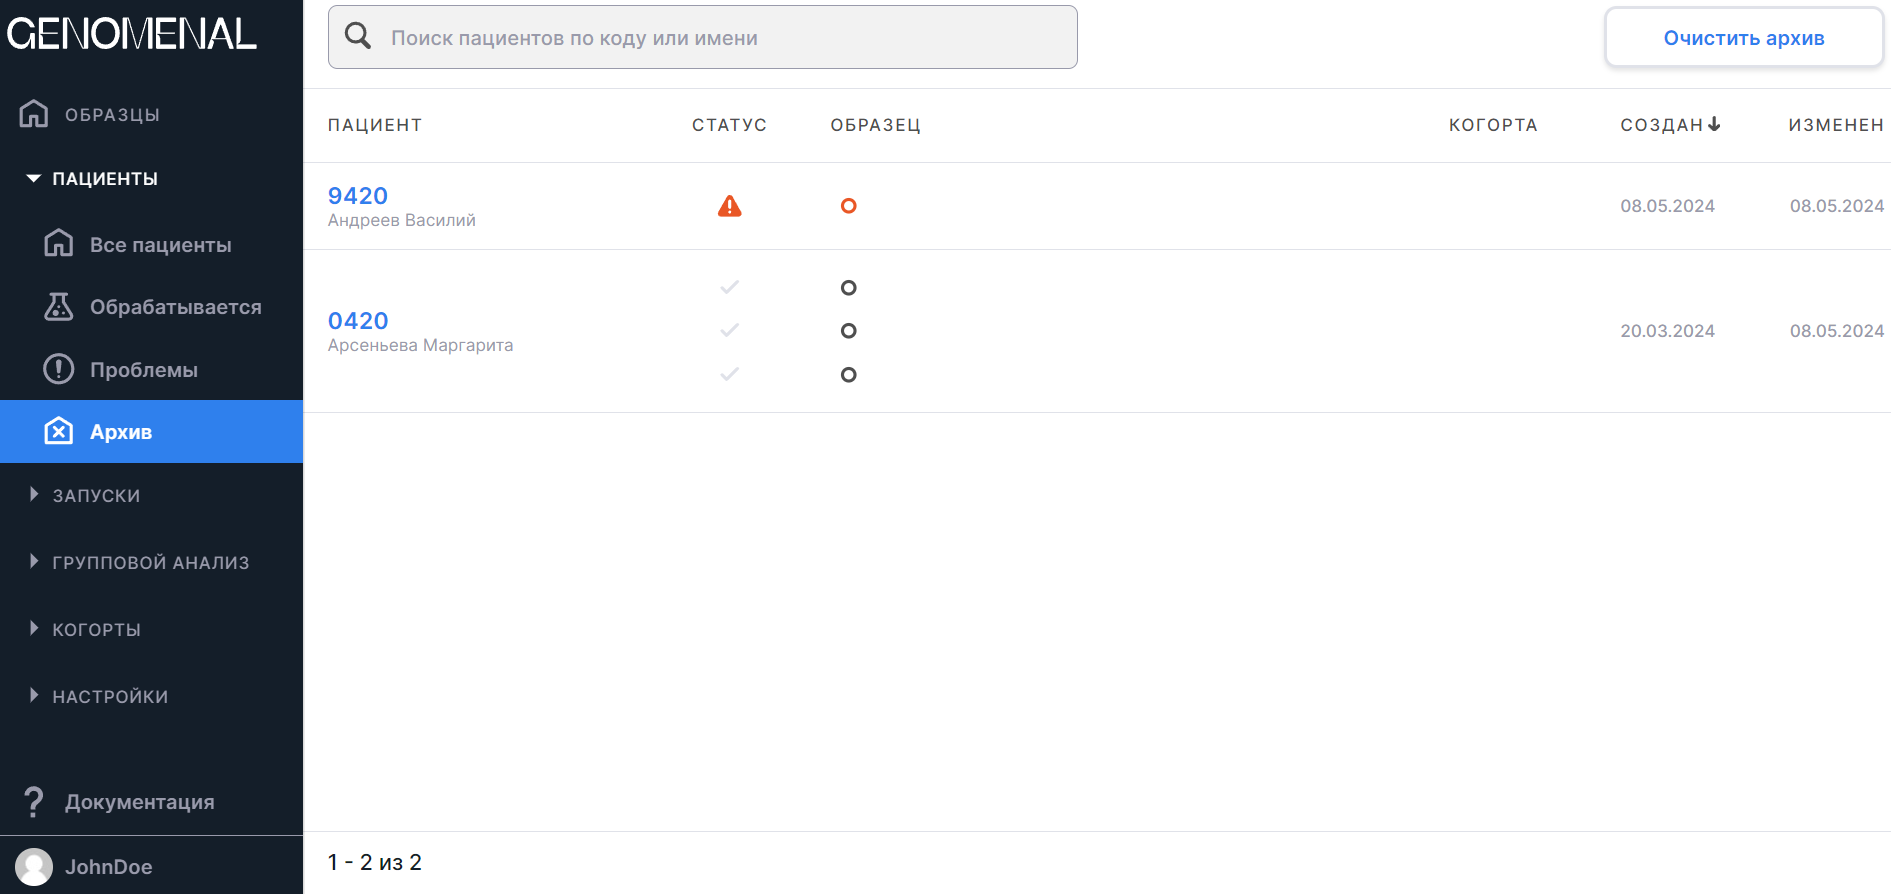 GENOMENAL
ОБРАЗЦЫ
ПАЦИЕНТЫ
Все пациенты
Обрабатывается
Проблемы
Архив
ЗАПУСКИ
ГРУППОВОЙ АНАЛИЗ
КОГОРТЫ
НАСТРОЙКИ
Документация
JohnDoe
Поиск пациентов по коду или имени
Очистить архив
ПАЦИЕНТ СТАТУС ОБРАЗЕЦ КОГОРТА СОЗДАН ИЗМЕНЕН
9420
Андреев Василий
08.05.2024 08.05.2024
0420
Арсеньева Маргарита
20.03.2024 08.05.2024
1 - 2 из 2